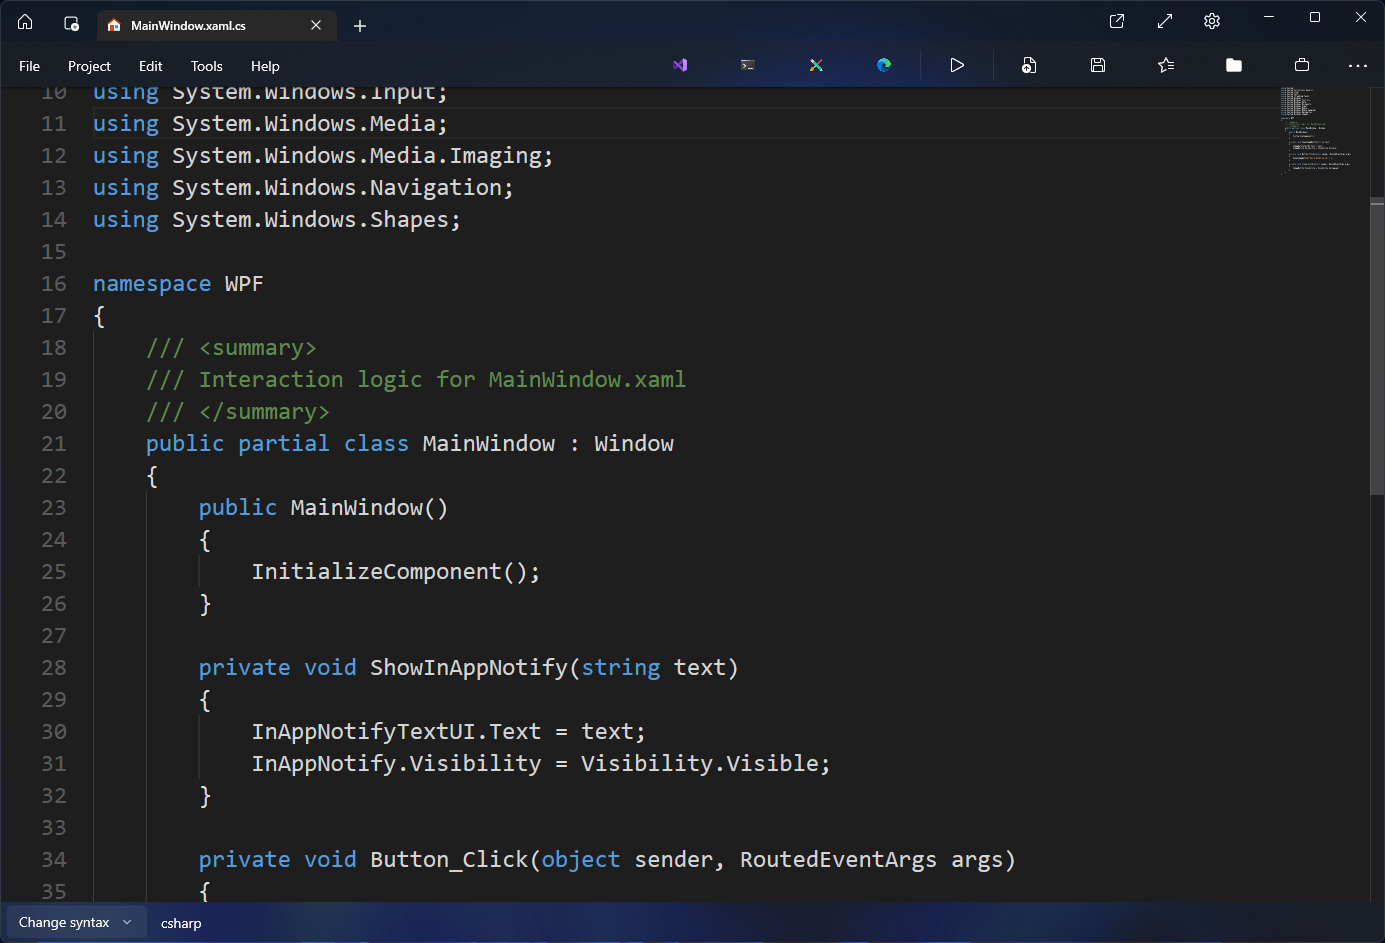 MainWindow.xaml.cs
File Project Edit Tools Help
10 using System.Windows.Input;
11 using System.Windows.Media;
12 using System.Windows.Media.Imaging;
13 using System.Windows.Navigation;
14 using System.Windows.Shapes;
15
16 namespace WPF
17 {
18 /// <summary>
19 /// Interaction logic for MainWindow.xaml
20 /// </summary>
21 public partial class MainWindow : Window
22 {
23 public MainWindow()
24 {
25 InitializeComponent();
26 }
27
28 private void ShowInAppNotify(string text)
29 {
30 InAppNotifyTextUI.Text = text;
31 InAppNotify.Visibility = Visibility.Visible;
32 }
33
34 private void Button_Click(object sender, RoutedEventArgs args)
35 {
Change syntax csharp